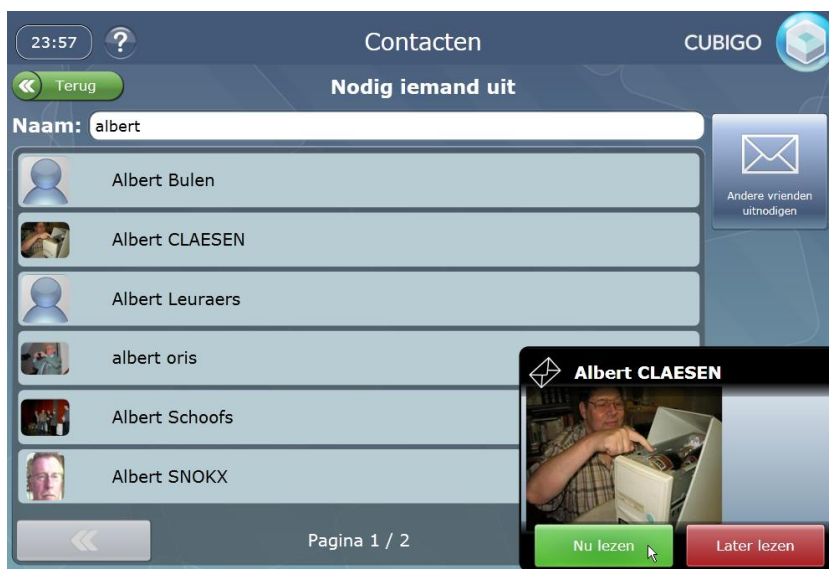 23:57
?
Contacten
CUBIGO
Terug
Nodig iemand uit
Naam: albert
Andere vrienden
uitnodigen
Albert Bulen
Albert CLAESEN
Albert Leuraers
albert oris
Albert Schoofs
Albert SNOKX
Pagina 1 / 2
Albert CLAESEN
Nu lezen
Later lezen